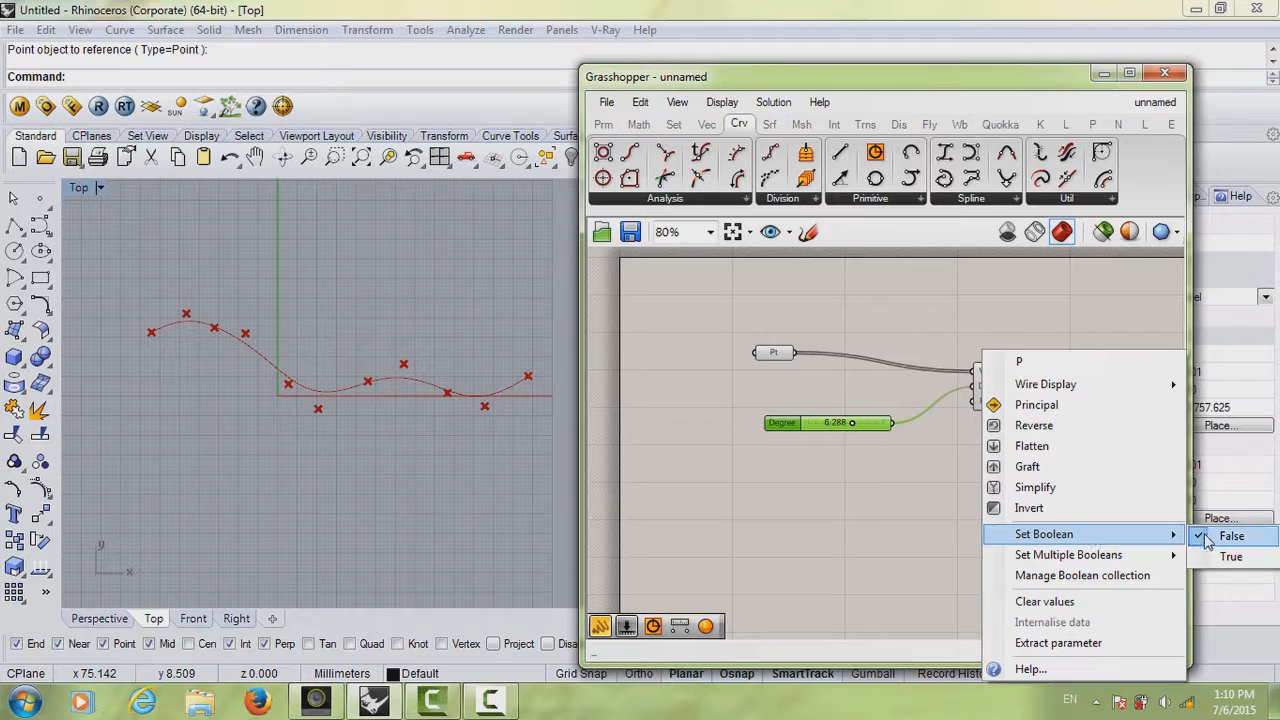 Untitled - Rhinoceros (Corporate) (64-bit) - [Top]
File Edit View Curve Surface Solid Mesh Dimension Transform Tools Analyze Render Panels V-Ray Help
Point object to reference ( Type=Point ):
Command:
M O R RT SUN
Standard CPlanes Set View Display Select Viewport Layout Visibility Transform Curve Tools Surfa
Top
y
x
Perspective Top Front Right
End Near Point Mid Cen Int Perp Tan Quad Knot Vertex Project Disa
CPlane x 75.142 y 8.509 z 0.000 Millimeters Default Grid Snap Ortho Planar Osnap SmartTrack Gumball Record Histo
Grasshopper - unnamed
File Edit View Display Solution Help unnamed
Prm Math Set Vec Crv Srf Msh Int Trns Dis Fly Wb Quokka K L P N L E
Analysis Division Primitive Spline Util
80%
Pt
Degree 6.288
P
Wire Display
Principal
Reverse
Flatten
Graft
Simplify
Invert
Set Boolean
Set Multiple Booleans
Manage Boolean collection
Clear values
Internalise data
Extract parameter
Help...
False
True
Help
el
01
757.625
Place...
01
Place...
EN
1:10 PM
7/6/2015